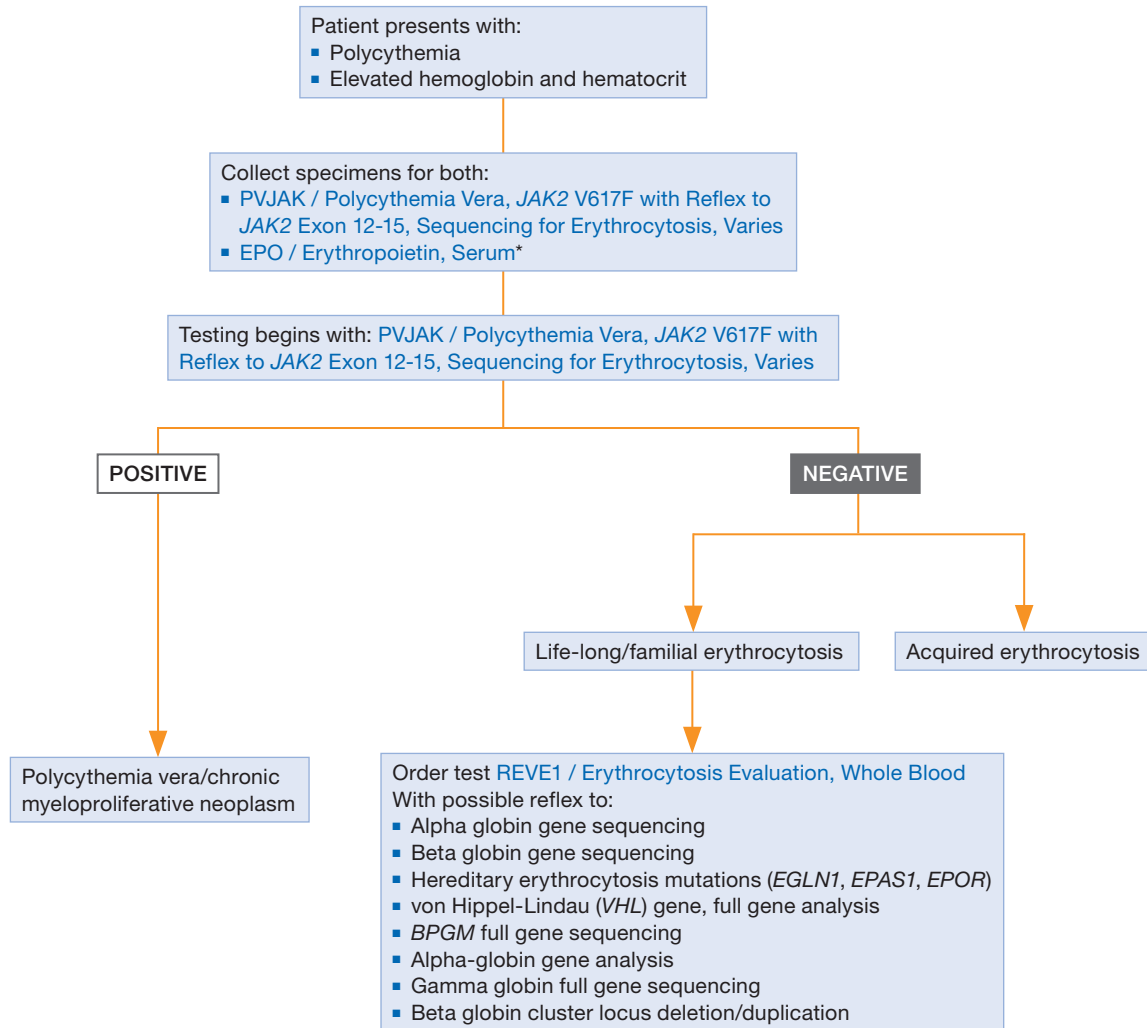 Patient presents with:
▪ Polycythemia
▪ Elevated hemoglobin and hematocrit
Collect specimens for both:
▪ PVJAK / Polycythemia Vera, JAK2 V617F with Reflex to
JAK2 Exon 12-15, Sequencing for Erythrocytosis, Varies
▪ EPO / Erythropoietin, Serum*
Testing begins with: PVJAK / Polycythemia Vera, JAK2 V617F with
Reflex to JAK2 Exon 12-15, Sequencing for Erythrocytosis, Varies
POSITIVE
NEGATIVE
Life-long/familial erythrocytosis
Acquired erythrocytosis
Polycythemia vera/chronic
myeloproliferative neoplasm
Order test REVE1 / Erythrocytosis Evaluation, Whole Blood
With possible reflex to:
▪ Alpha globin gene sequencing
▪ Beta globin gene sequencing
▪ Hereditary erythrocytosis mutations (EGLN1, EPAS1, EPOR)
▪ von Hippel-Lindau (VHL) gene, full gene analysis
▪ BPGM full gene sequencing
▪ Alpha-globin gene analysis
▪ Gamma globin full gene sequencing
▪ Beta globin cluster locus deletion/duplication